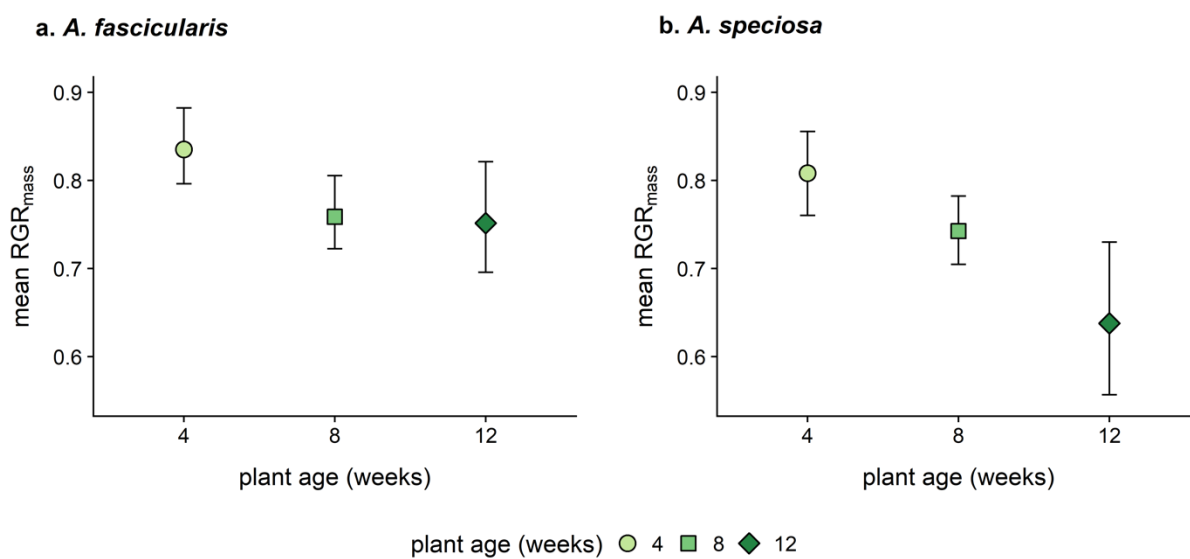 a. A. fascicularis
mean RGRmass
0.9
0.8
0.7
0.6
4 8 12
plant age (weeks)
b. A. speciosa
mean RGRmass
0.9
0.8
0.7
0.6
4 8 12
plant age (weeks)
plant age (weeks) 4 8 12